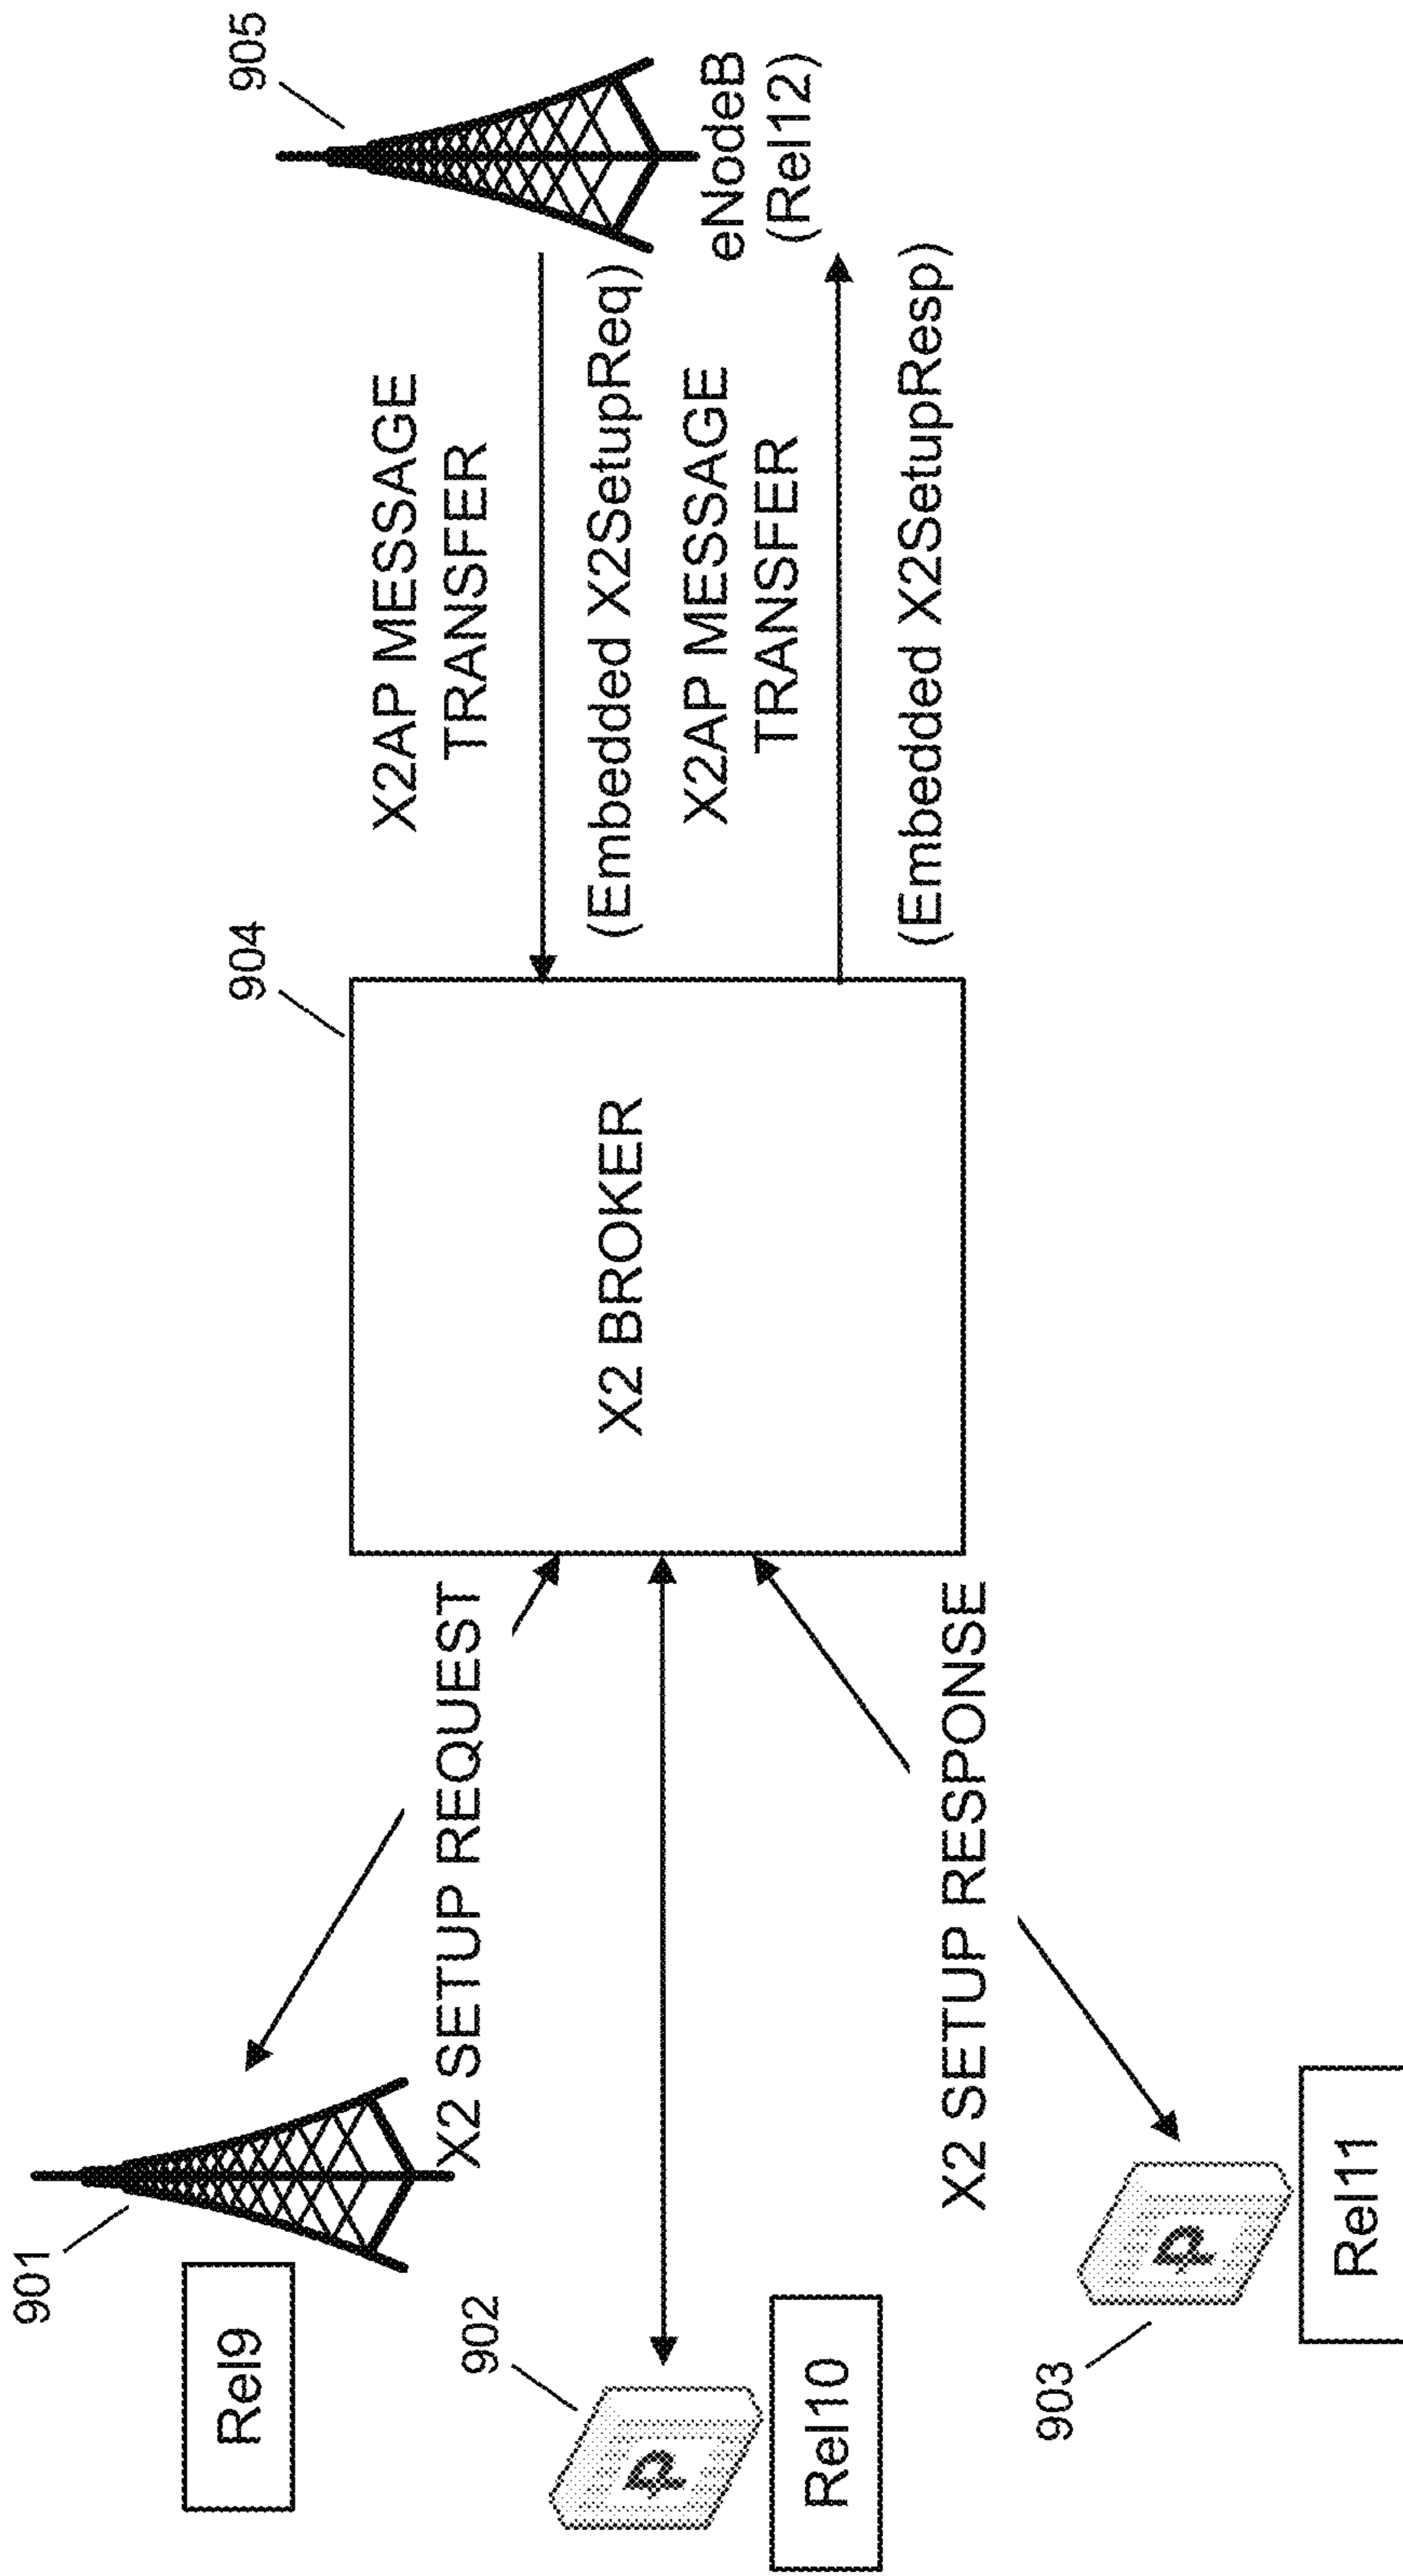 901
Rel9
902
Rel10
903
Rel11
X2 SETUP REQUEST
X2 SETUP RESPONSE
904
X2 BROKER
X2AP MESSAGE
TRANSFER
(Embedded X2SetupReq)
X2AP MESSAGE
TRANSFER
(Embedded X2SetupResp)
905
eNodeB
(Rel12)